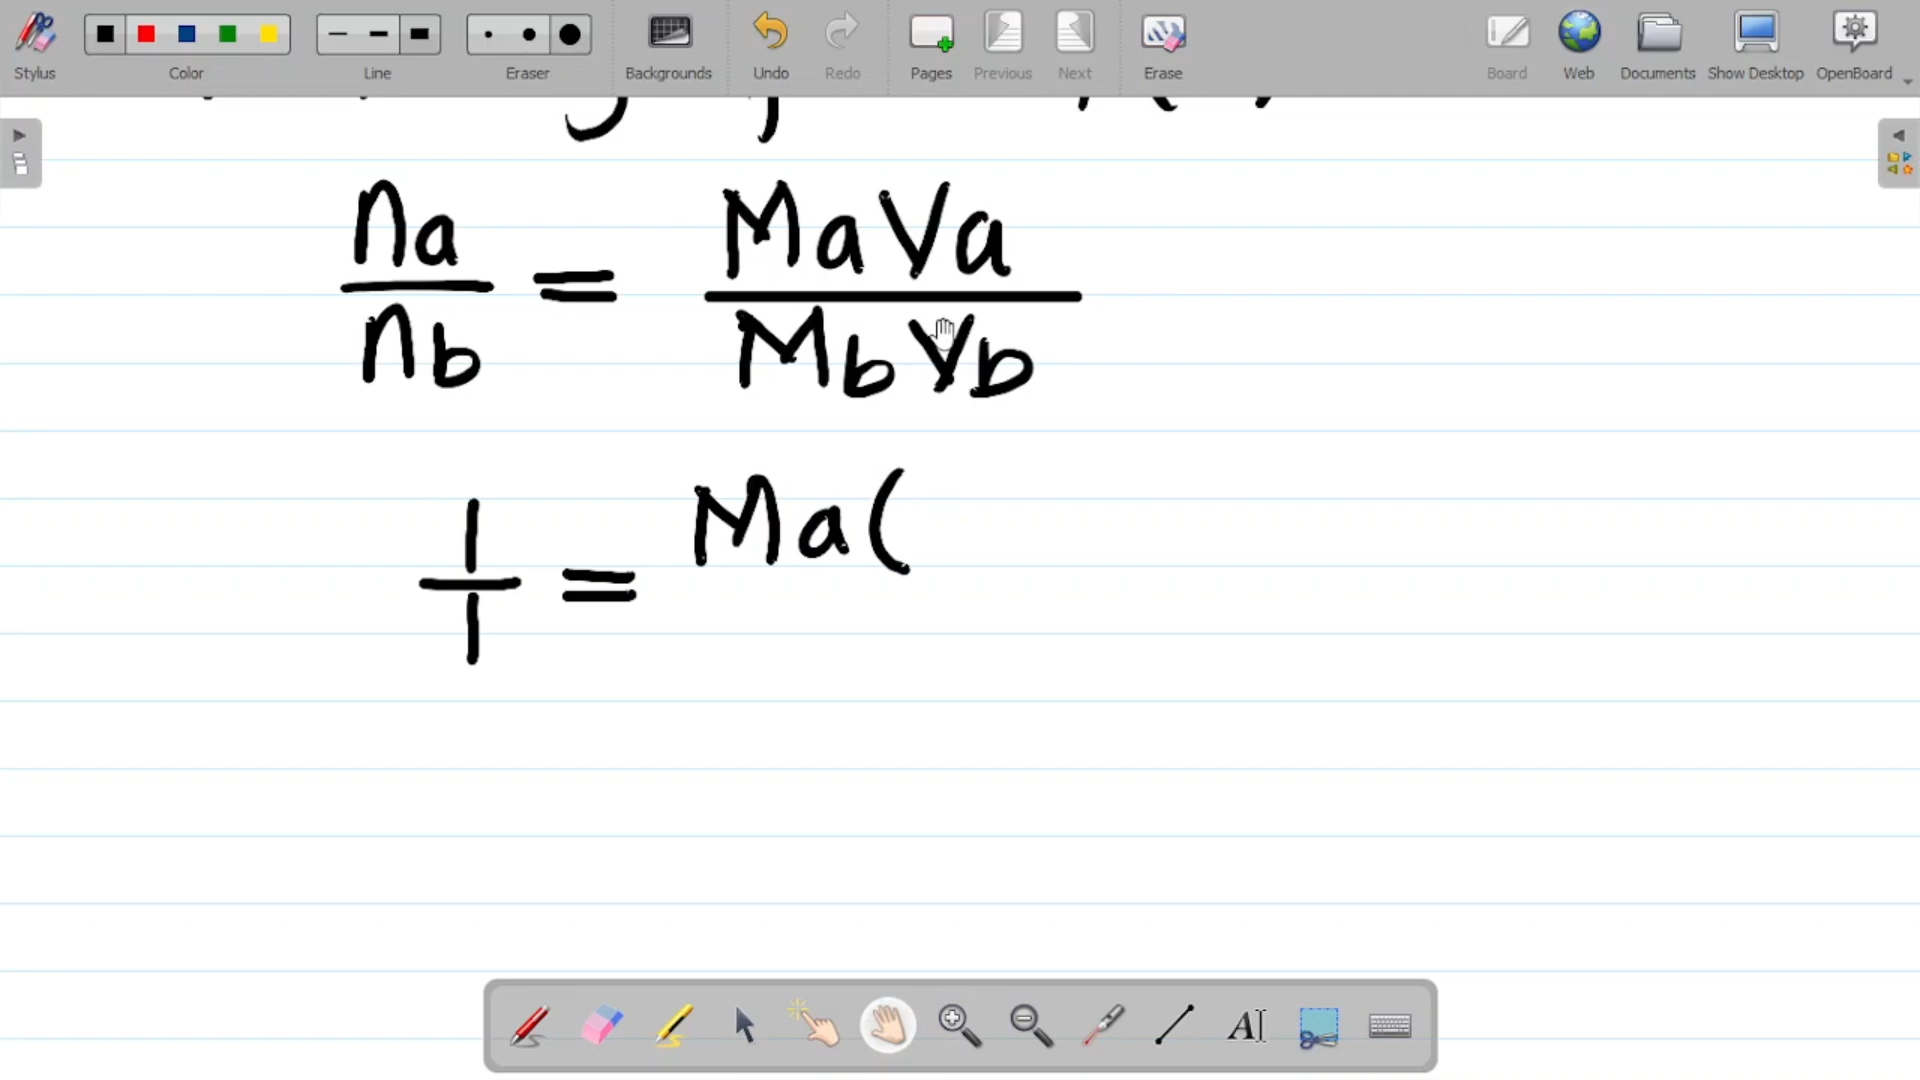 Stylus Color Line Eraser Backgrounds Undo Redo Pages Previous Next Erase Board Web Documents Show Desktop OpenBoard
na/nb = MaVa/MbVb
1/1 = Ma(
AI